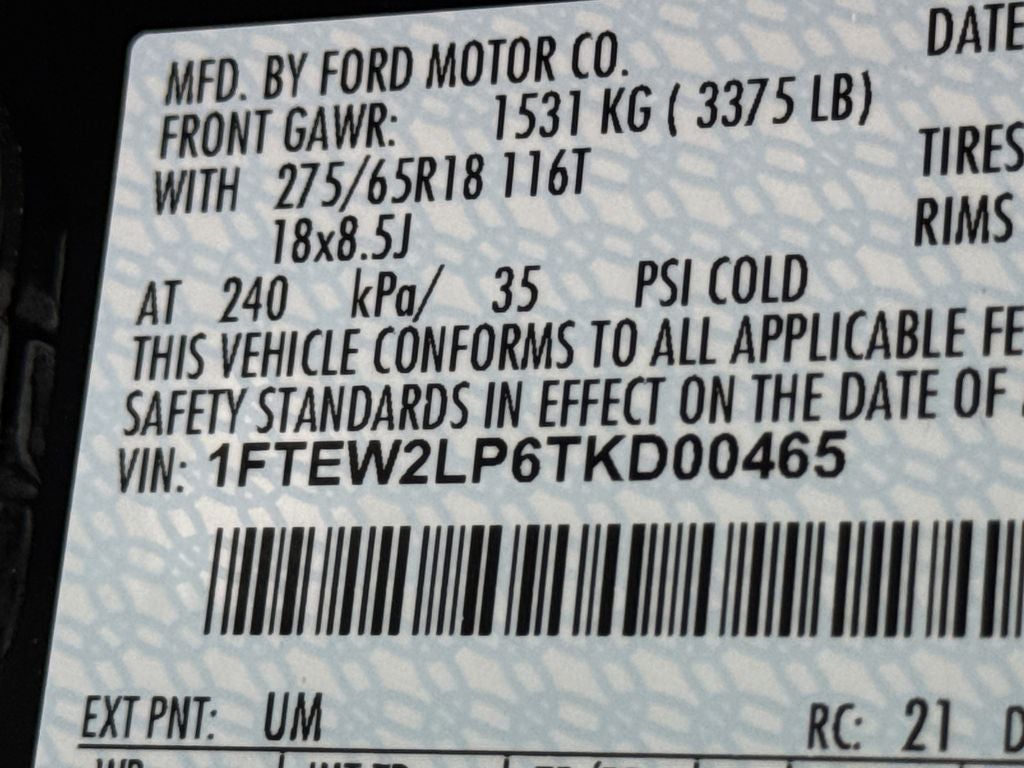 MFD. BY FORD MOTOR CO.
DATE
FRONT GAWR: 1531 KG ( 3375 LB)
WITH 275/65R18 116T
TIRES
18x8.5J
RIMS
AT 240 kPa/ 35 PSI COLD
THIS VEHICLE CONFORMS TO ALL APPLICABLE FE
SAFETY STANDARDS IN EFFECT ON THE DATE OF
VIN: 1FTEW2LP6TKD00465
EXT PNT: UM RC: 21 D